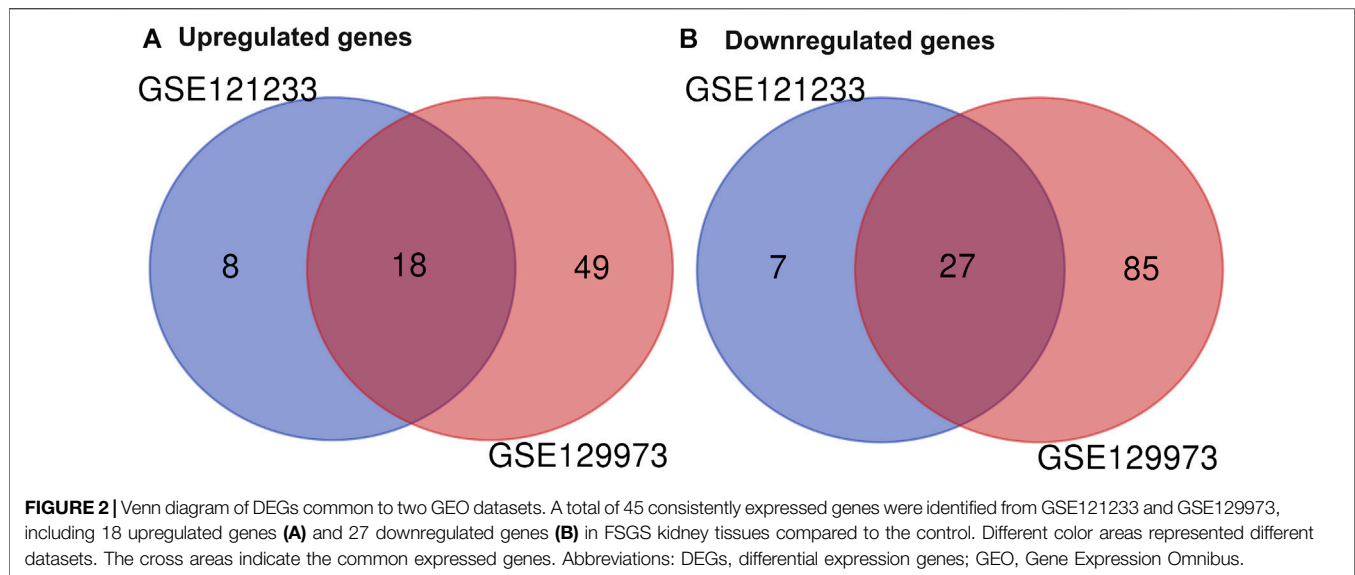 A Upregulated genes
B Downregulated genes
GSE121233
GSE121233
8
18
49
7
27
85
GSE129973
GSE129973
FIGURE 2 | Venn diagram of DEGs common to two GEO datasets. A total of 45 consistently expressed genes were identified from GSE121233 and GSE129973,
including 18 upregulated genes (A) and 27 downregulated genes (B) in FSGS kidney tissues compared to the control. Different color areas represented different
datasets. The cross areas indicate the common expressed genes. Abbreviations: DEGs, differential expression genes; GEO, Gene Expression Omnibus.